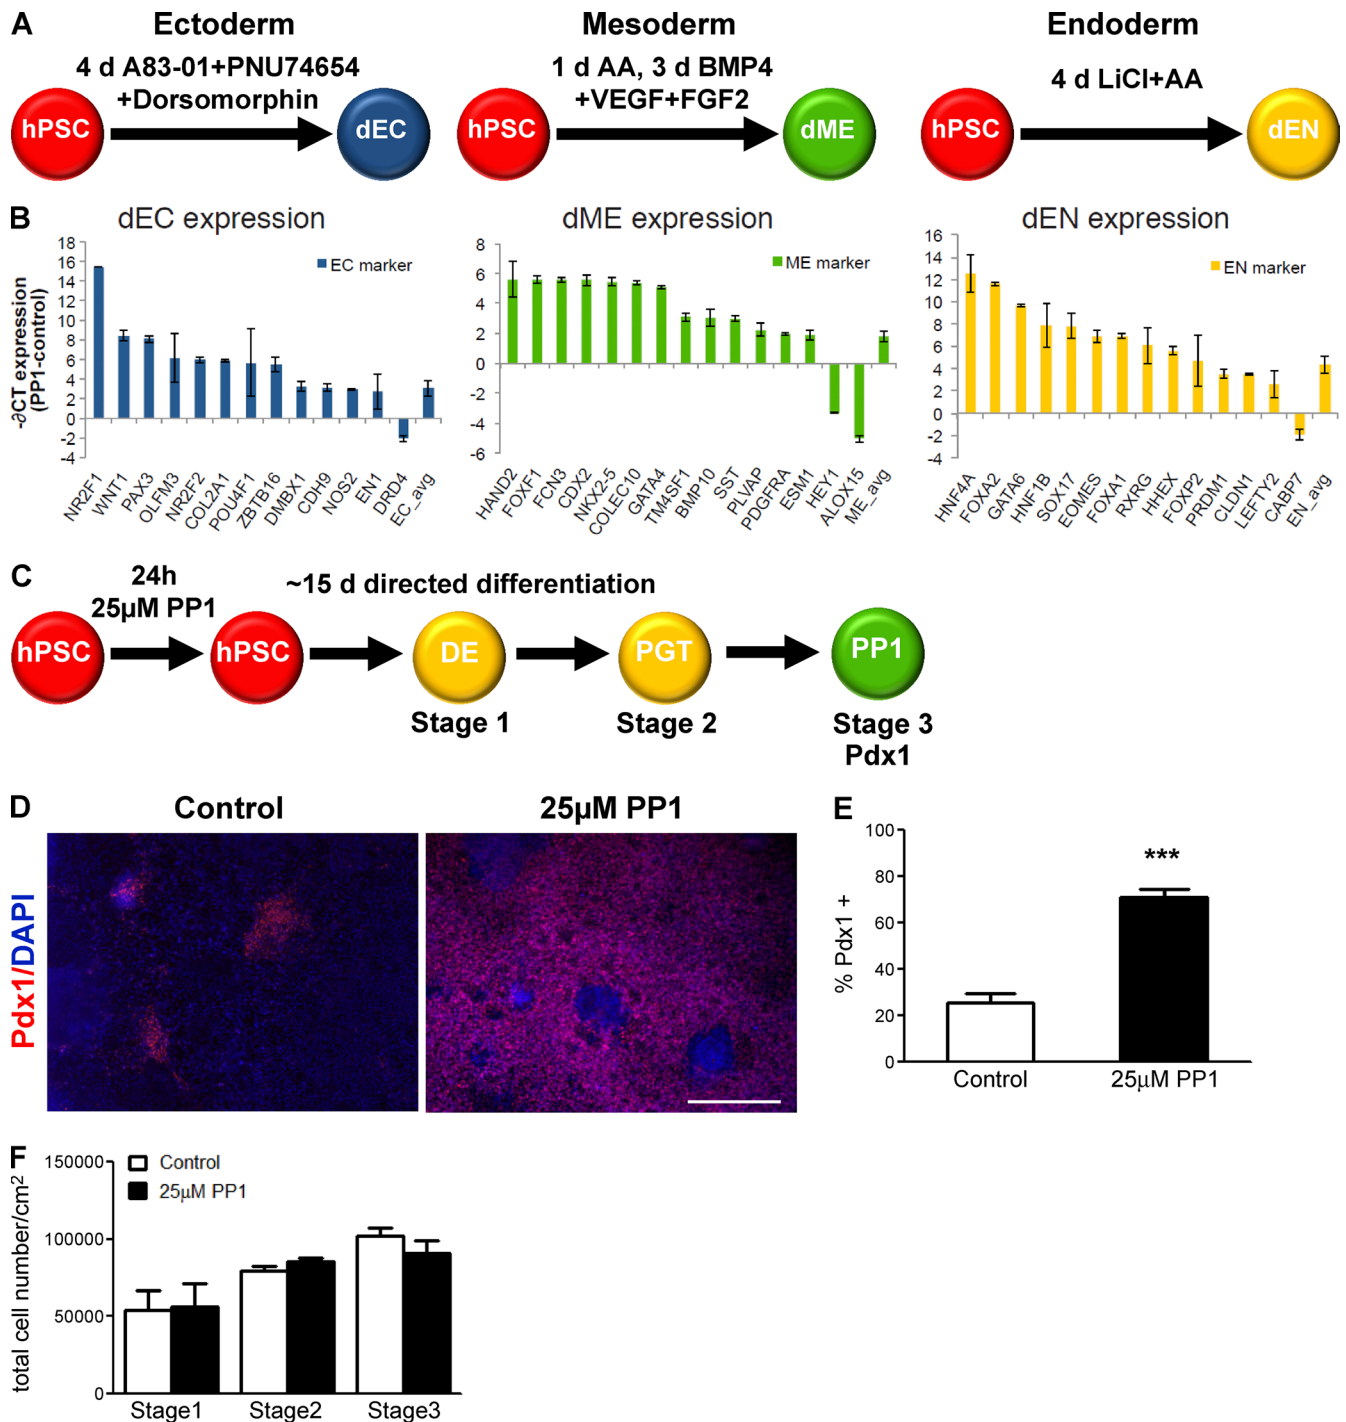 A
Ectoderm
Mesoderm
Endoderm
4 d A83-01+PNU74654
+Dorsomorphin
1 d AA, 3 d BMP4
+VEGF+FGF2
4 d LiCl+AA
hPSC
dEC
hPSC
dME
hPSC
dEN
B
dEC expression
dME expression
dEN expression
-∂CT expression
(PP1-control)
18
16
14
12
10
8
6
4
2
0
-2
-4
EC marker
NR2F1
WNT1
PAX3
OLFM3
NR2F2
COL2A1
POU4F1
ZBTB16
DMBX1
CDH9
NOS2
EN1
DRD4
EC_avg
8
6
4
2
0
-2
-4
-6
ME marker
HAND2
FOXF1
FCN3
CDX2
NKX2-5
COLEC10
GATA4
TM4SF1
BMP10
SST
PLVAP
PDGFRA
ESM1
HEY1
ALOX15
ME_avg
16
14
12
10
8
6
4
2
0
-2
-4
EN marker
HNF4A
FOXA2
GATA6
HNF1B
SOX17
EOMES
FOXA1
RXRG
HHEX
FOXP2
PRDM1
CLDN1
LEFTY2
CABP7
EN_avg
C
24h
25µM PP1
~15 d directed differentiation
hPSC
hPSC
DE
PGT
PP1
Stage 1
Stage 2
Stage 3
Pdx1
D
Control
25µM PP1
Pdx1/DAPI
E
% Pdx1 +
100
80
60
40
20
0
***
Control
25µM PP1
F
total cell number/cm2
150000
100000
50000
0
Control
25µM PP1
Stage1
Stage2
Stage3